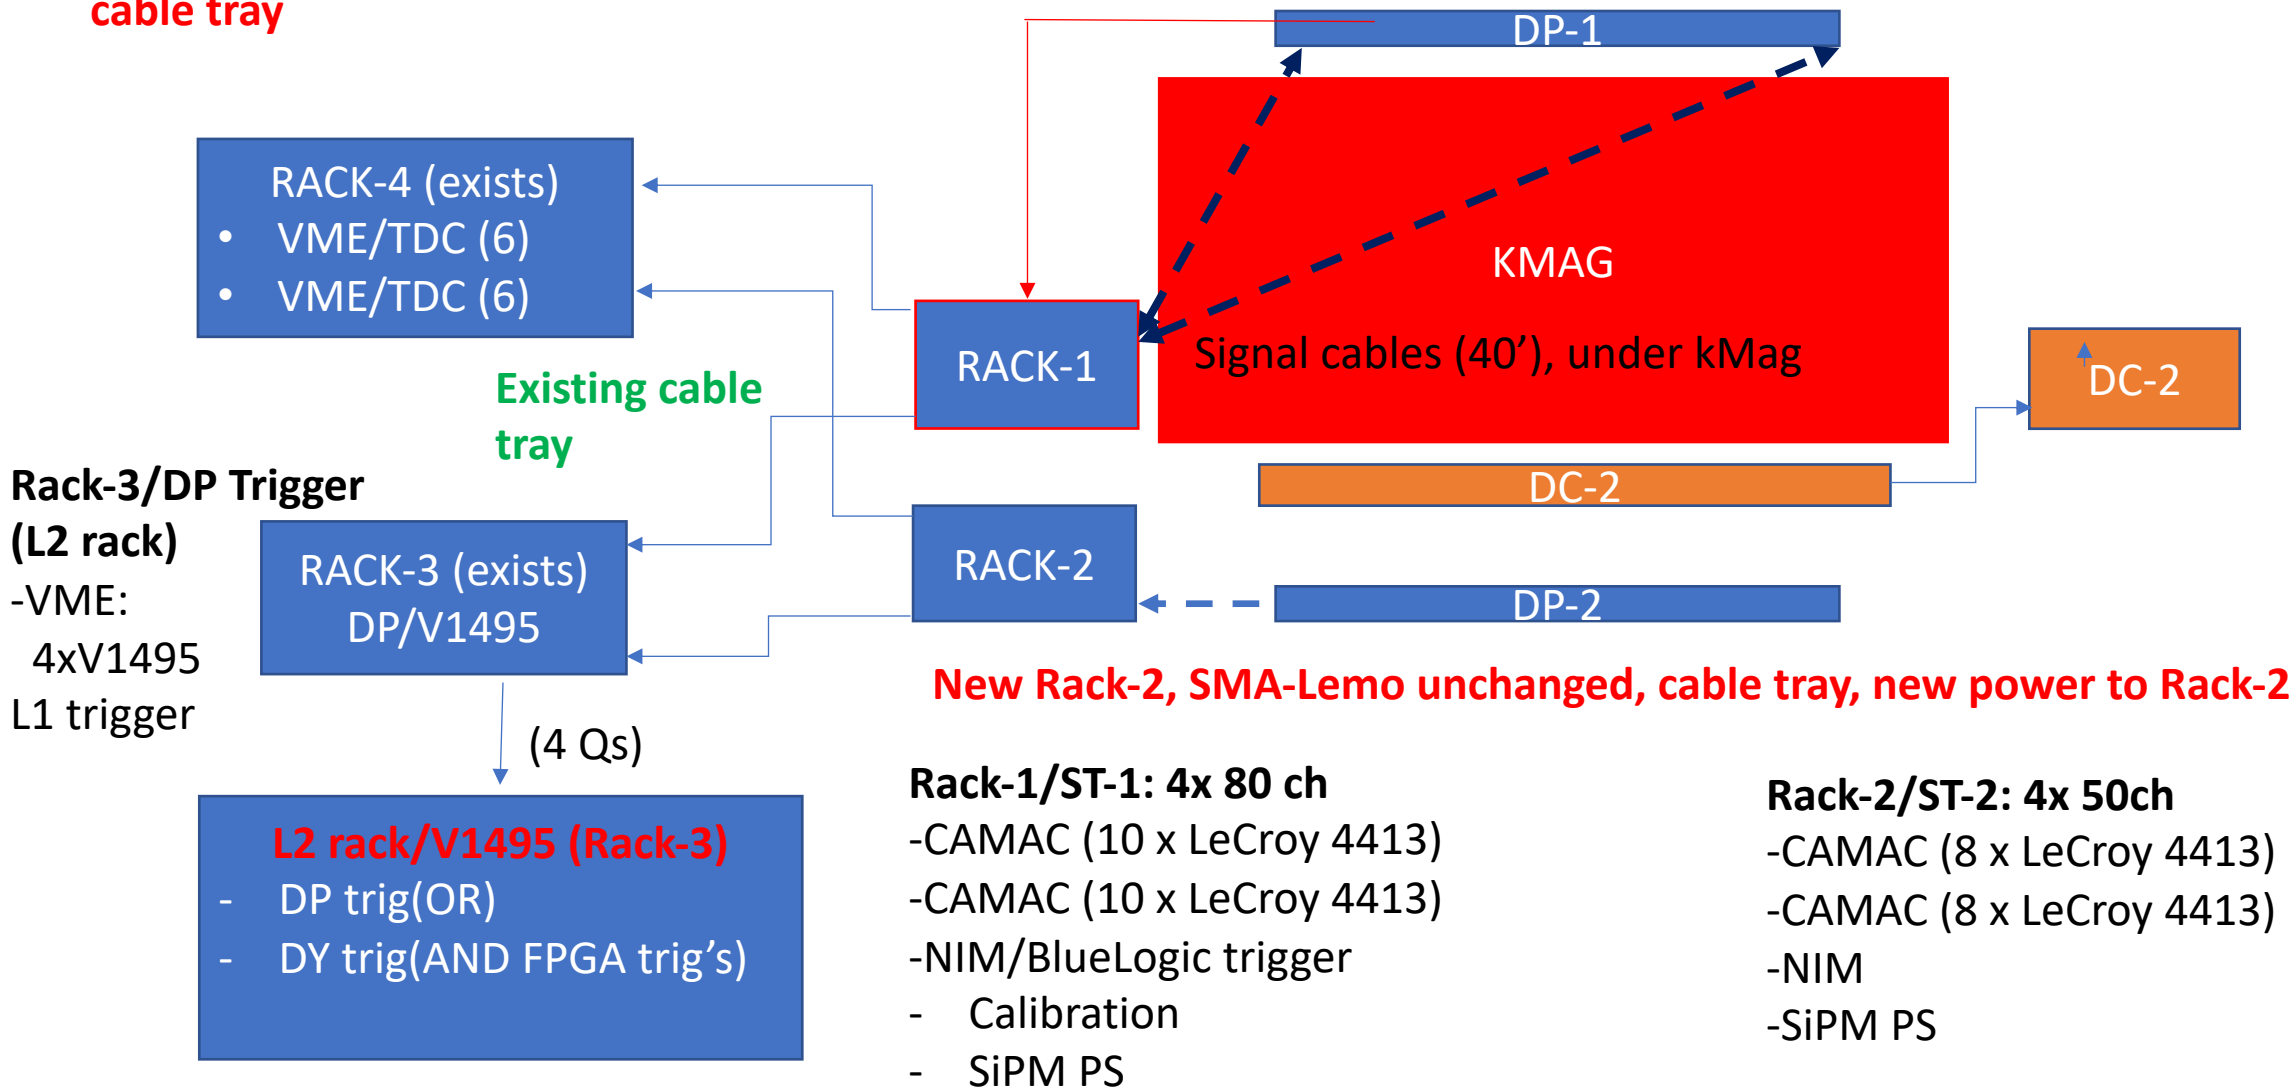 cable tray
DP-1
RACK-4 (exists)
• VME/TDC (6)
• VME/TDC (6)
KMAG
Signal cables (40’), under kMag
RACK-1
DC-2
Existing cable
tray
DC-2
Rack-3/DP Trigger
(L2 rack)
-VME:
4xV1495
L1 trigger
RACK-3 (exists)
DP/V1495
RACK-2
DP-2
New Rack-2, SMA-Lemo unchanged, cable tray, new power to Rack-2
(4 Qs)
L2 rack/V1495 (Rack-3)
- DP trig(OR)
- DY trig(AND FPGA trig’s)
Rack-1/ST-1: 4x 80 ch
-CAMAC (10 x LeCroy 4413)
-CAMAC (10 x LeCroy 4413)
-NIM/BlueLogic trigger
- Calibration
- SiPM PS
Rack-2/ST-2: 4x 50ch
-CAMAC (8 x LeCroy 4413)
-CAMAC (8 x LeCroy 4413)
-NIM
-SiPM PS